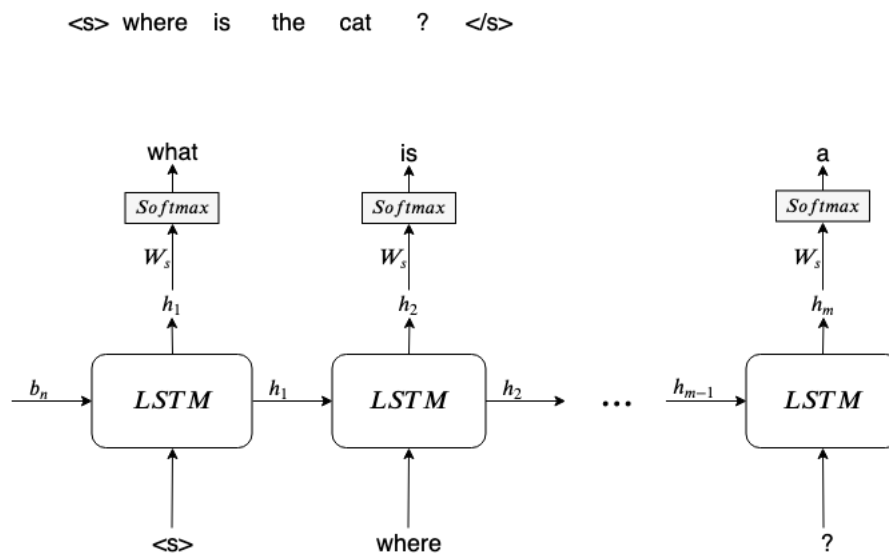 <s> where is the cat ? </s>
what is a
Softmax Softmax Softmax
W_s W_s W_s
h_1 h_2 h_m
b_n LSTM h_1 LSTM h_2 ... h_{m-1} LSTM
<s> where ?